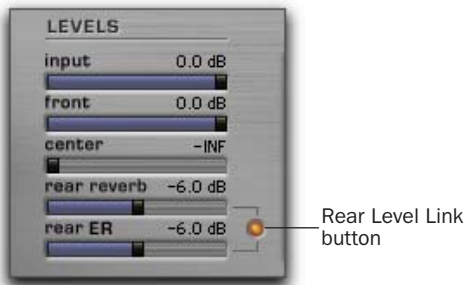 LEVELS
input 0.0 dB
front 0.0 dB
center -INF
rear reverb -6.0 dB
rear ER -6.0 dB
Rear Level Link
button